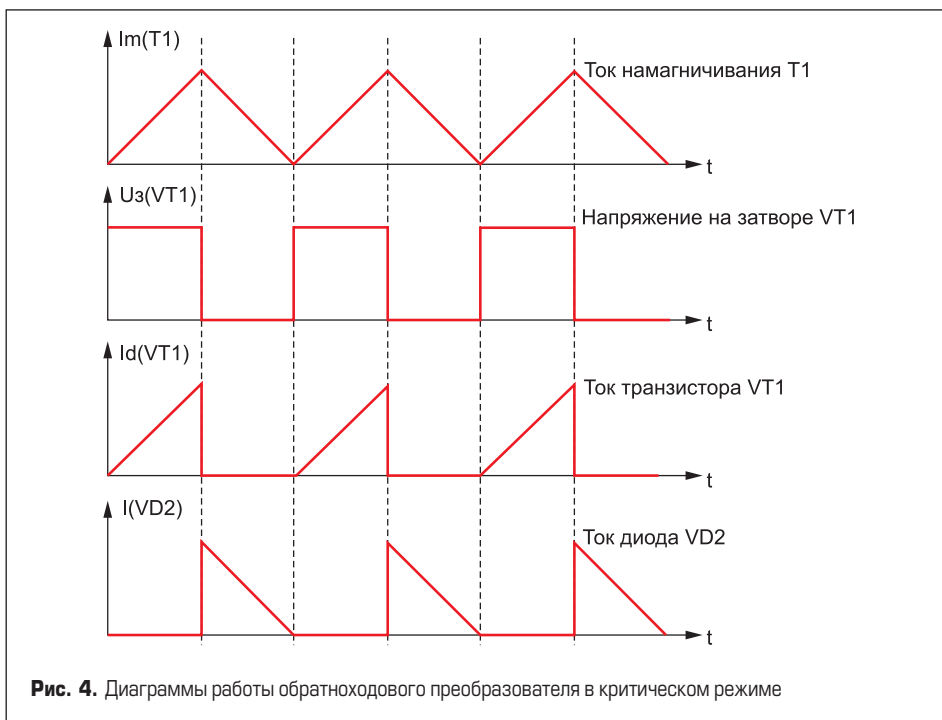 Im(T1)
Ток намагничивания T1
t
Uз(VT1)
Напряжение на затворе VT1
t
Id(VT1)
Ток транзистора VT1
t
I(VD2)
Ток диода VD2
t
Рис. 4. Диаграммы работы обратноходового преобразователя в критическом режиме